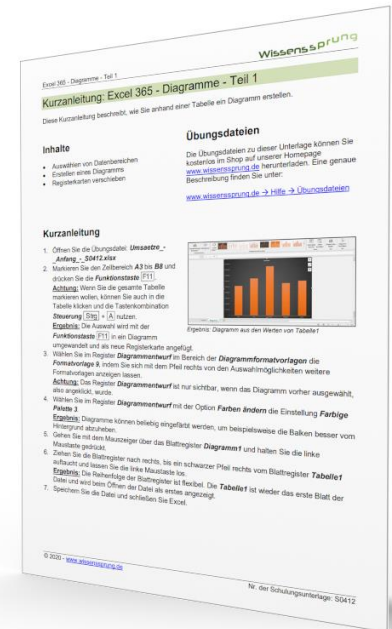 Wissenssprung
Excel 365 - Diagramme - Teil 1
Kurzanleitung: Excel 365 - Diagramme - Teil 1
Diese Kurzanleitung beschreibt, wie Sie anhand einer Tabelle ein Diagramm erstellen.
Inhalte
• Auswählen von Datenbereichen
• Erstellen eines Diagramms
• Registerkarten verschieben
Übungsdateien
Die Übungsdateien zu dieser Unterlage können Sie
kostenlos im Shop auf unserer Homepage
www.wissenssprung.de herunterladen. Eine genaue
Beschreibung finden Sie unter:
www.wissenssprung.de → Hilfe → Übungsdateien
Kurzanleitung
1. Öffnen Sie die Übungsdatei: Umsaetze_-
_Anfang_-_S0412.xlsx
2. Markieren Sie den Zellbereich A3 bis B8 und
drücken Sie die Funktionstaste F11.
Achtung: Wenn Sie die gesamte Tabelle
markieren wollen, können Sie auch in die
Tabelle klicken und die Tastenkombination
Steuerung Strg + A nutzen.
Ergebnis: Die Auswahl wird mit der
Funktionstaste F11 in ein Diagramm
umgewandelt und als neue Registerkarte angefügt.
Ergebnis: Diagramm aus den Werten von Tabelle1
3. Wählen Sie im Register Diagrammentwurf im Bereich der Diagrammformatvorlagen die
Formatvorlage 9, indem Sie sich mit dem Pfeil rechts von den Auswahlmöglichkeiten weitere
Formatvorlagen anzeigen lassen.
Achtung: Das Register Diagrammentwurf ist nur sichtbar, wenn das Diagramm vorher ausgewählt,
also angeklickt, wurde.
4. Wählen Sie im Register Diagrammentwurf mit der Option Farben ändern die Einstellung Farbige
Palette 3.
Ergebnis: Diagramme können beliebig eingefärbt werden, um beispielsweise die Balken besser vom
Hintergrund abzuheben.
5. Gehen Sie mit dem Mauszeiger über das Blattregister Diagramm1 und halten Sie die linke
Maustaste gedrückt.
6. Ziehen Sie die Blattregister nach rechts, bis ein schwarzer Pfeil rechts vom Blattregister Tabelle1
auftaucht und lassen Sie die linke Maustaste los.
Ergebnis: Die Reihenfolge der Blattregister ist flexibel. Die Tabelle1 ist wieder das erste Blatt der
Datei und wird beim Öffnen der Datei als erstes angezeigt.
7. Speichern Sie die Datei und schließen Sie Excel.
© 2020 - www.wissenssprung.de
Nr. der Schulungsunterlage: S0412